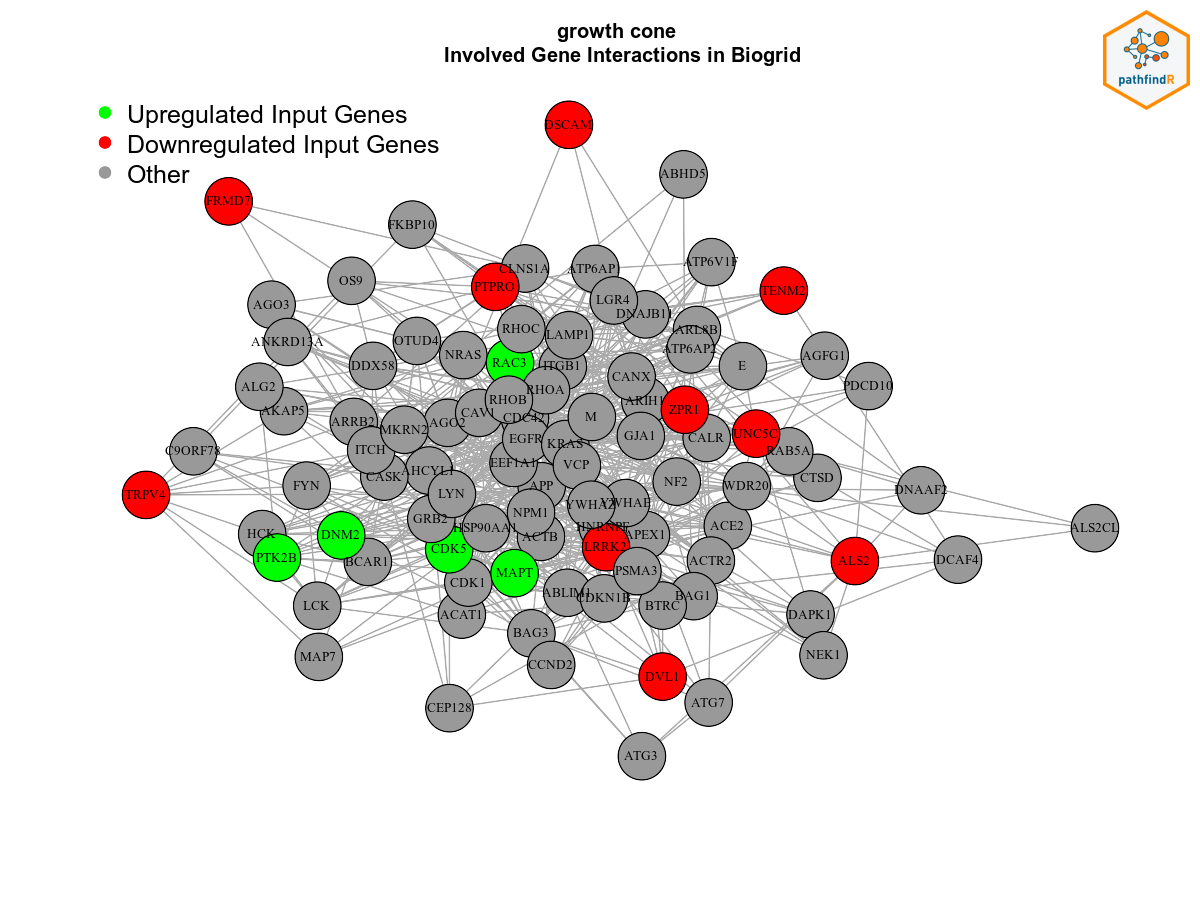 growth cone
Involved Gene Interactions in Biogrid
pathfindR
Upregulated Input Genes
Downregulated Input Genes
Other
DSCAM
ABHD5
FRMD7
FKBP10
CLNS1A
ATP6AP
ATP6V1F
OS9
PTPRO
TENM2
AGO3
LGR4
DNAJB11
RHOC
LAMP1
ARL8B
ANKRD13A
OTUD4
NRAS
ATP6AP2
AGFG1
DDX58
RAC3
ITGB1
E
CANX
ALG2
PDCD10
RHOA
RHOB
ARIH1
AKAP5
CAV1
CDC42
M
ZPR1
ARRB2
MKRN2
AGO2
UNC5C
EGFR
KRAS
GJA1
CALR
C9ORF78
ITCH
RAB5A
EEF1A1
VCP
CASK
AHCYL1
CTSD
FYN
APP
NF2
WDR20
DNAAF2
TRPV4
LYN
YWHAZ
YWHAE
NPM1
GRB2
HSP90AA1
HNRNPF
ACE2
ALS2CL
HCK
DNM2
ACTB
APEX1
CDK5
LRRK2
PTK2B
BCAR1
MAPT
PSMA3
ACTR2
ALS2
DCAF4
CDK1
ABLIM1
CDKN1B
BAG1
LCK
ACAT1
BTRC
DAPK1
BAG3
MAP7
CCND2
NEK1
DVL1
CEP128
ATG7
ATG3